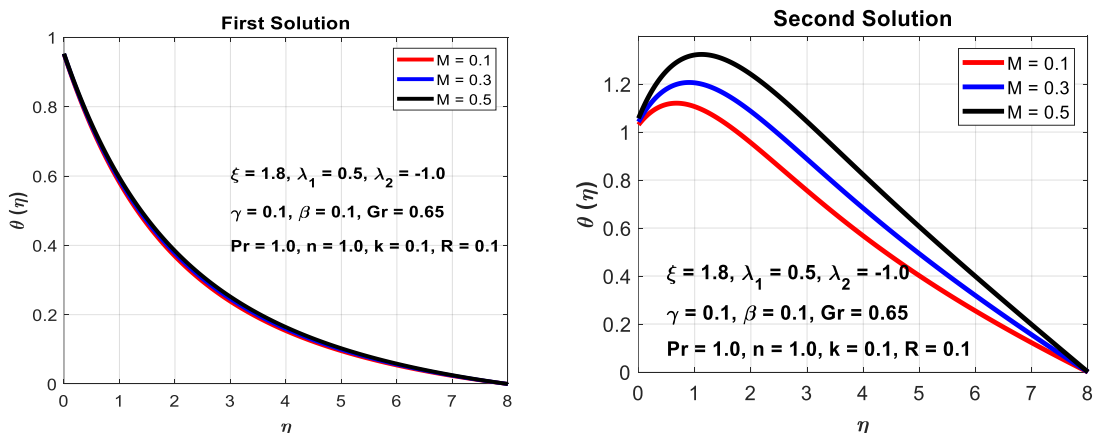 First Solution
1
0.8
0.6
0.4
0.2
0
0 1 2 3 4 5 6 7 8
θ (η)
η
M = 0.1
M = 0.3
M = 0.5
ξ = 1.8, λ₁ = 0.5, λ₂ = -1.0
γ = 0.1, β = 0.1, Gr = 0.65
Pr = 1.0, n = 1.0, k = 0.1, R = 0.1
Second Solution
1.2
1
0.8
0.6
0.4
0.2
0
0 1 2 3 4 5 6 7 8
θ (η)
η
M = 0.1
M = 0.3
M = 0.5
ξ = 1.8, λ₁ = 0.5, λ₂ = -1.0
γ = 0.1, β = 0.1, Gr = 0.65
Pr = 1.0, n = 1.0, k = 0.1, R = 0.1